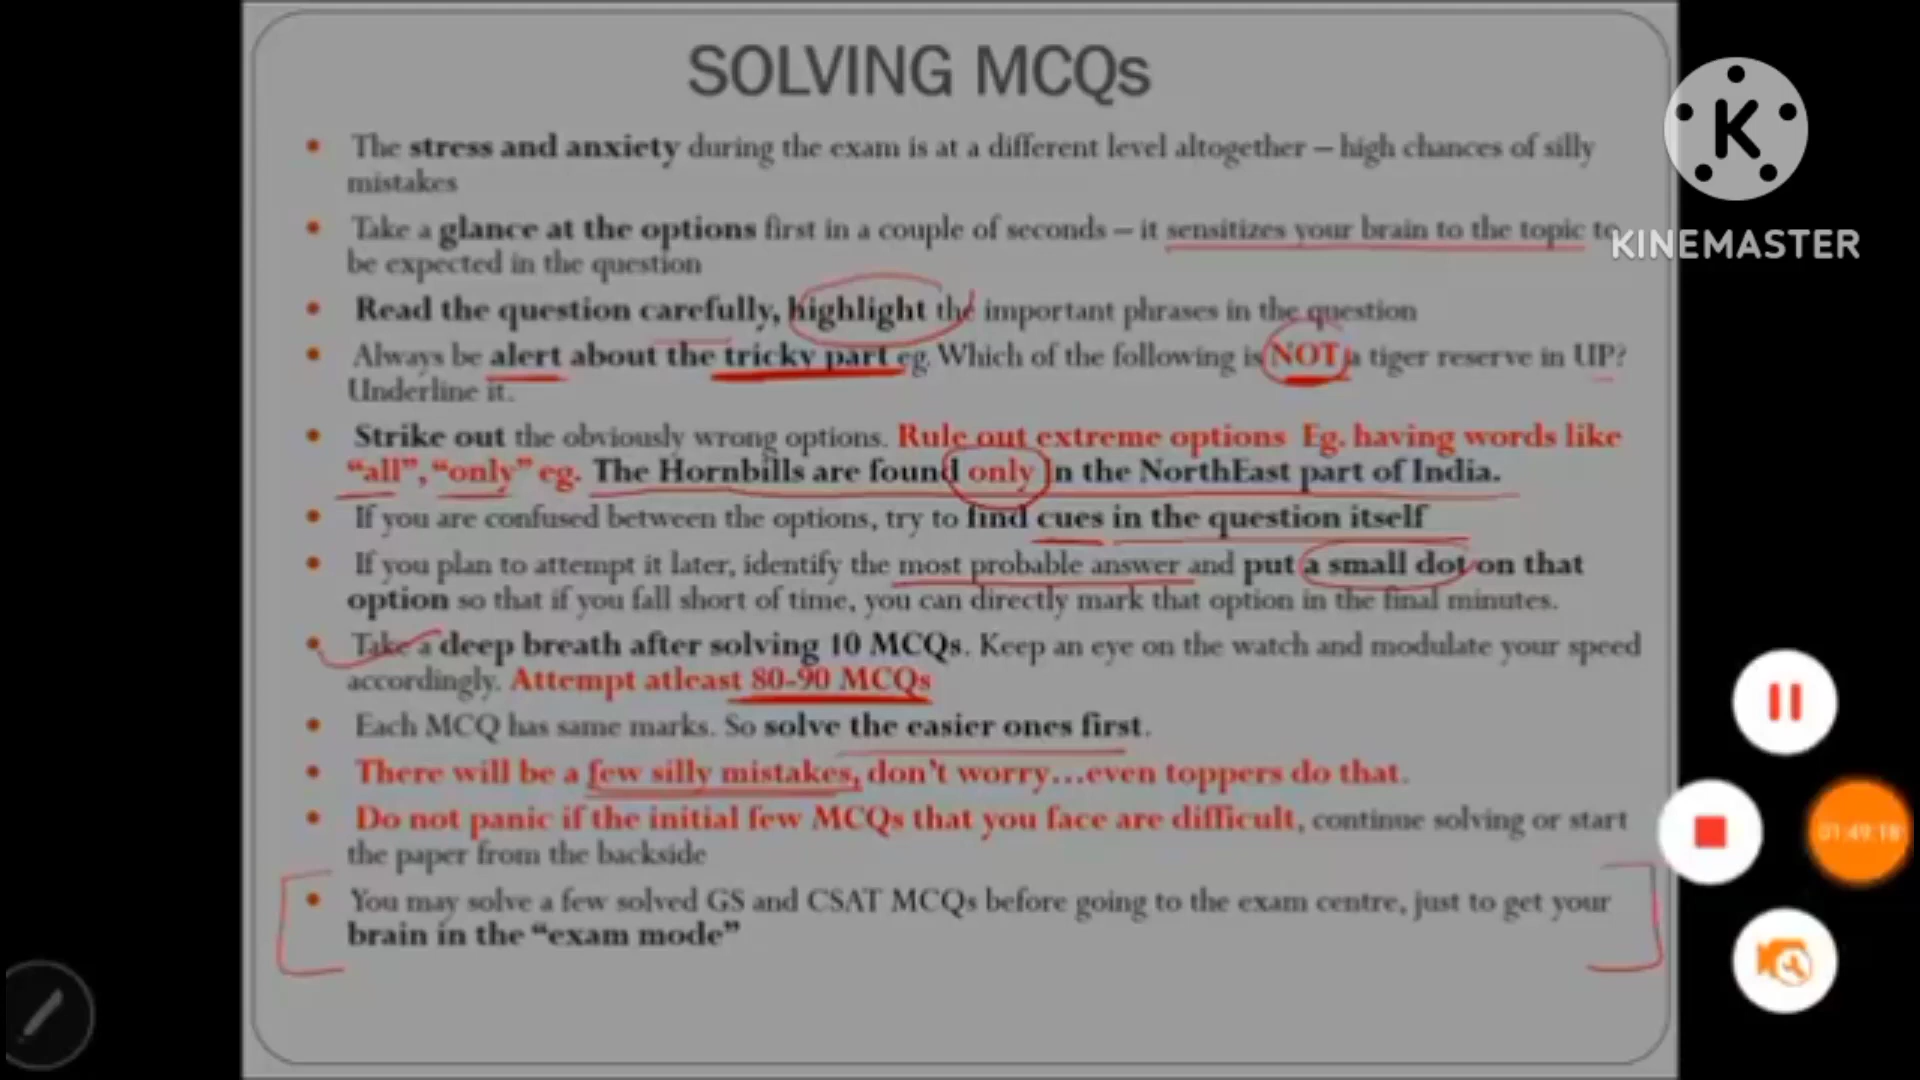 SOLVING MCQs
The stress and anxiety during the exam is at a different level altogether – high chances of silly
mistakes
Take a glance at the options first in a couple of seconds – it sensitizes your brain to the topic to
be expected in the question
Read the question carefully, highlight the important phrases in the question
Always be alert about the tricky part eg. Which of the following is NOT a tiger reserve in UP?
Underline it.
Strike out the obviously wrong options. Rule out extreme options Eg. having words like
"all", "only" eg. The Hornbills are found only in the NorthEast part of India.
If you are confused between the options, try to find cues in the question itself
If you plan to attempt it later, identify the most probable answer and put a small dot on that
option so that if you fall short of time, you can directly mark that option in the final minutes.
Take a deep breath after solving 10 MCQs. Keep an eye on the watch and modulate your speed
accordingly. Attempt atleast 80-90 MCQs
Each MCQ has same marks. So solve the easier ones first.
There will be a few silly mistakes, don't worry...even toppers do that.
Do not panic if the initial few MCQs that you face are difficult, continue solving or start
the paper from the backside
You may solve a few solved GS and CSAT MCQs before going to the exam centre, just to get your
brain in the "exam mode"
K
KINEMASTER
01:49:18